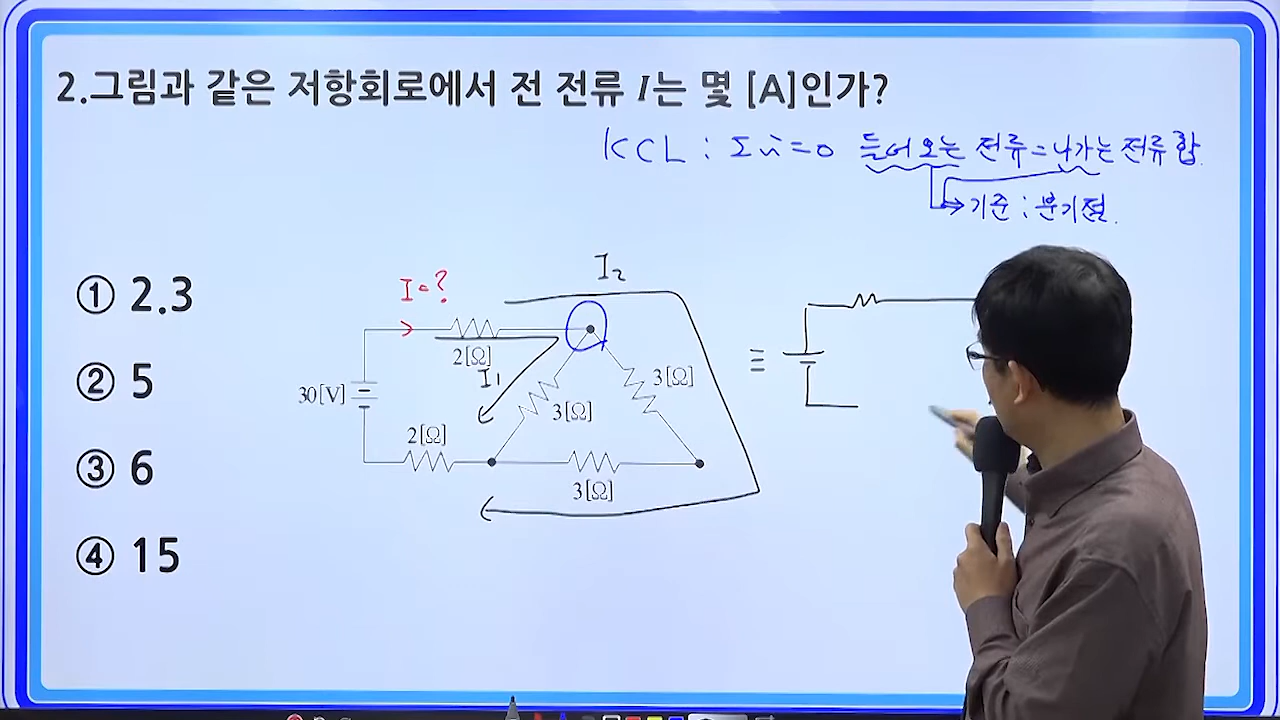 2.그림과 같은 저항회로에서 전 전류 I는 몇 [A]인가?
KCL : Σi=0 들어오는 전류=나가는 전류합.
기준 : 분기점.
① 2.3
② 5
③ 6
④ 15
I=?
I₂
2[Ω]
I₁
30[V]
3[Ω]
3[Ω]
2[Ω]
3[Ω]
≡